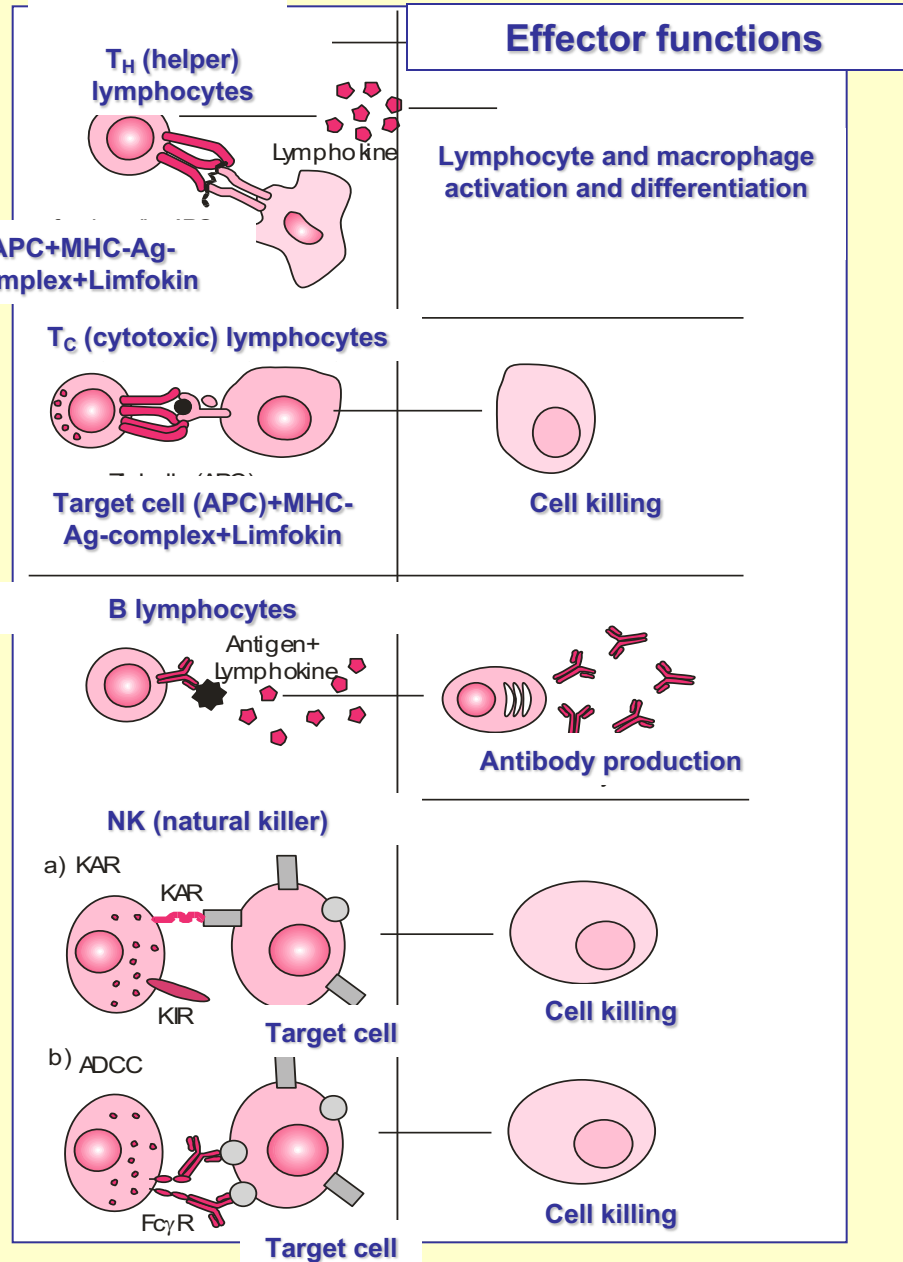 Effector functions
T_H (helper)
lymphocytes
Lymphokine
Lymphocyte and macrophage
activation and differentiation
APC+MHC-Ag-
mplex+Limfokin
T_C (cytotoxic) lymphocytes
Target cell (APC)+MHC-
Ag-complex+Limfokin
Cell killing
B lymphocytes
Antigen+
Lymphokine
Antibody production
NK (natural killer)
a) KAR
KAR
KIR
Target cell
Cell killing
b) ADCC
FcγR
Target cell
Cell killing